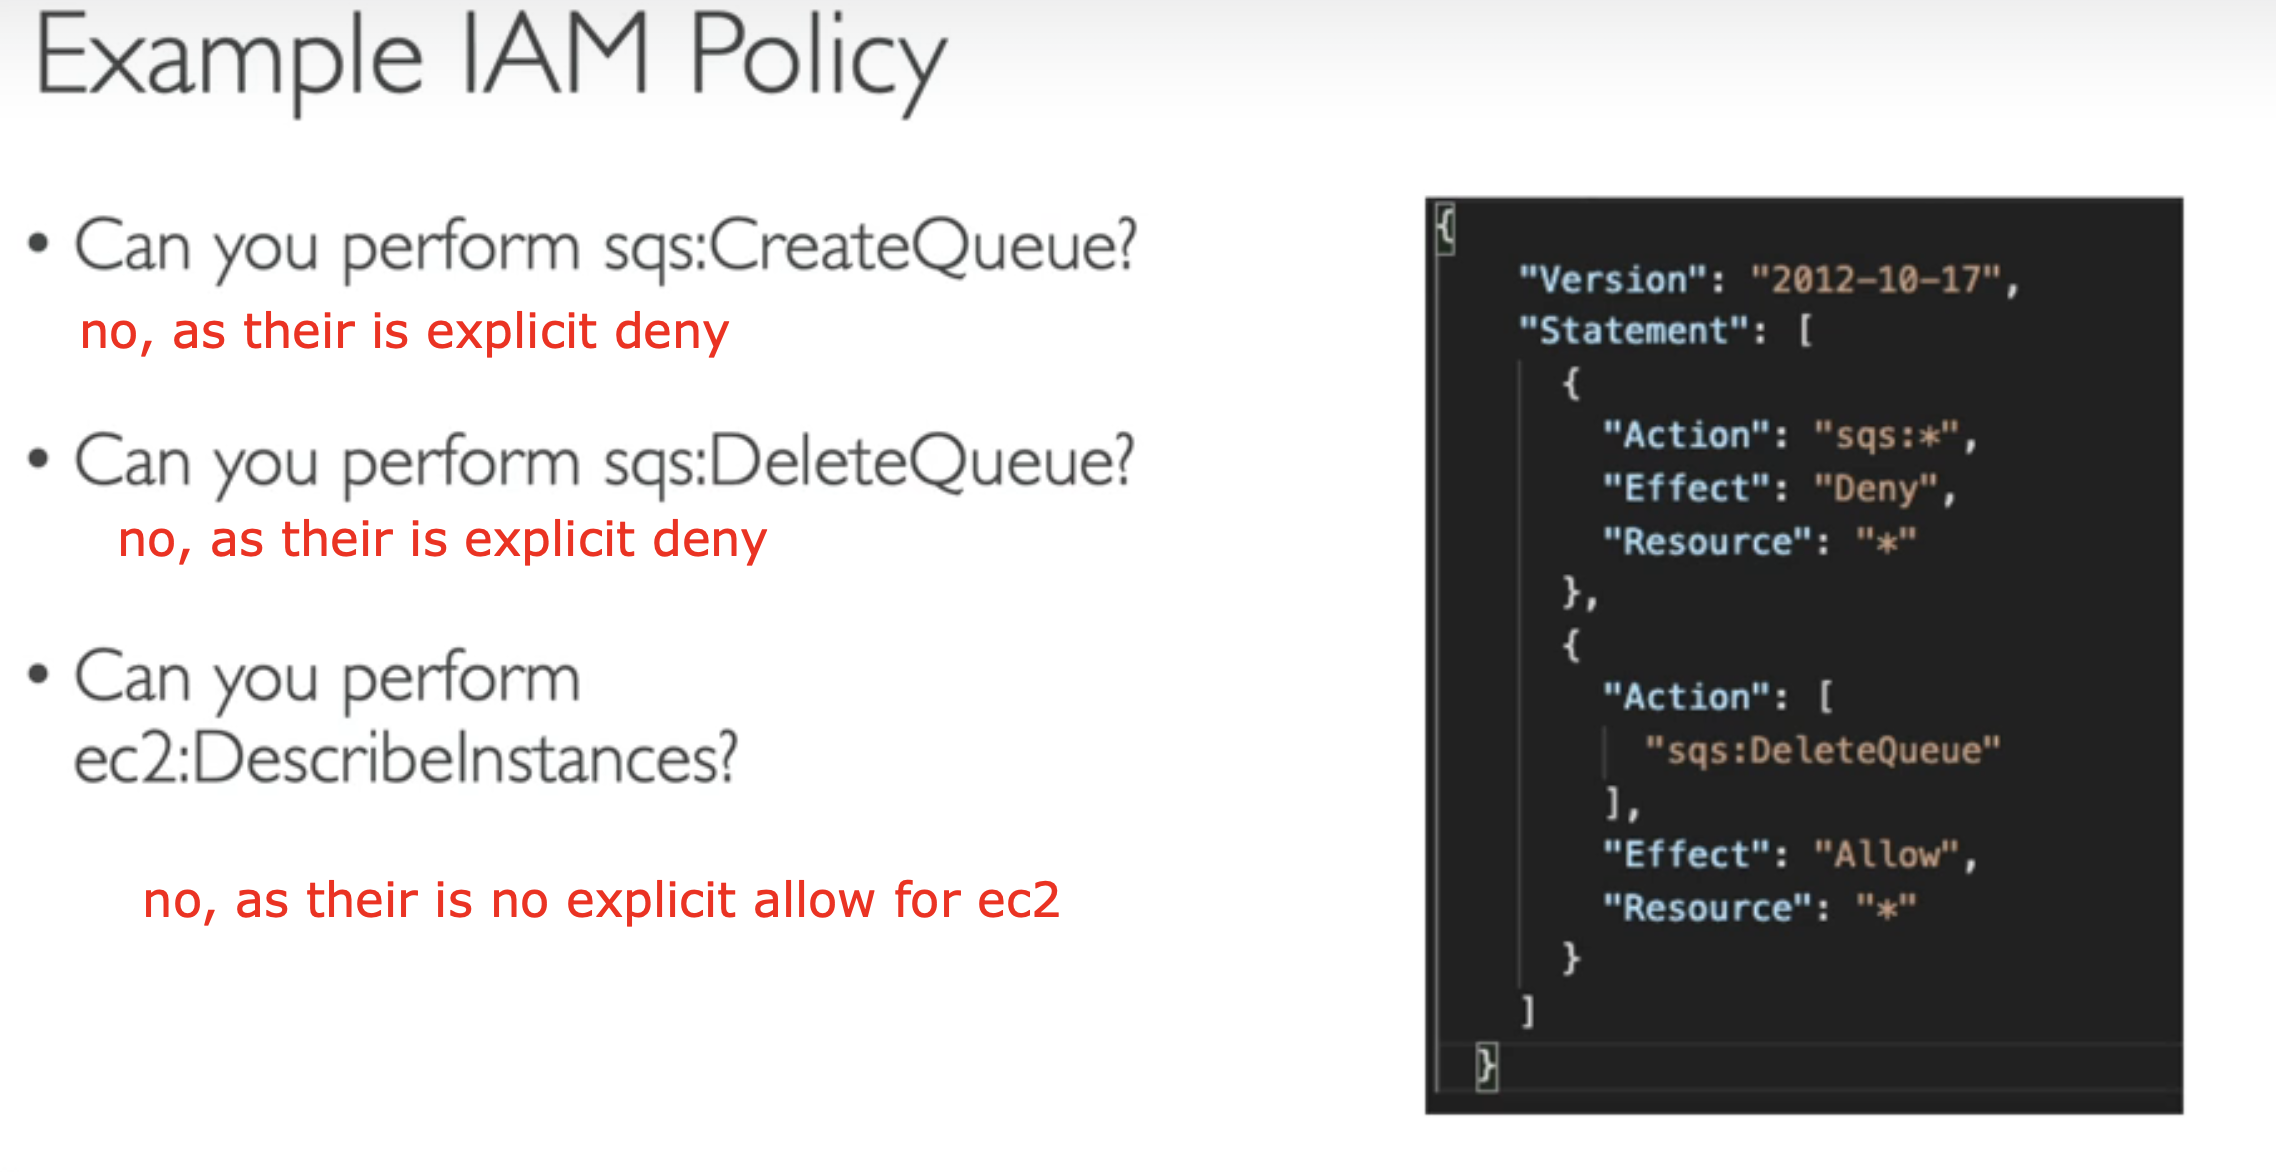 Example IAM Policy
• Can you perform sqs:CreateQueue?
no, as their is explicit deny
• Can you perform sqs:DeleteQueue?
no, as their is explicit deny
• Can you perform
ec2:DescribeInstances?
no, as their is no explicit allow for ec2
{
"Version": "2012-10-17",
"Statement": [
{
"Action": "sqs:*",
"Effect": "Deny",
"Resource": "*"
},
{
"Action": [
"sqs:DeleteQueue"
],
"Effect": "Allow",
"Resource": "*"
}
]
}